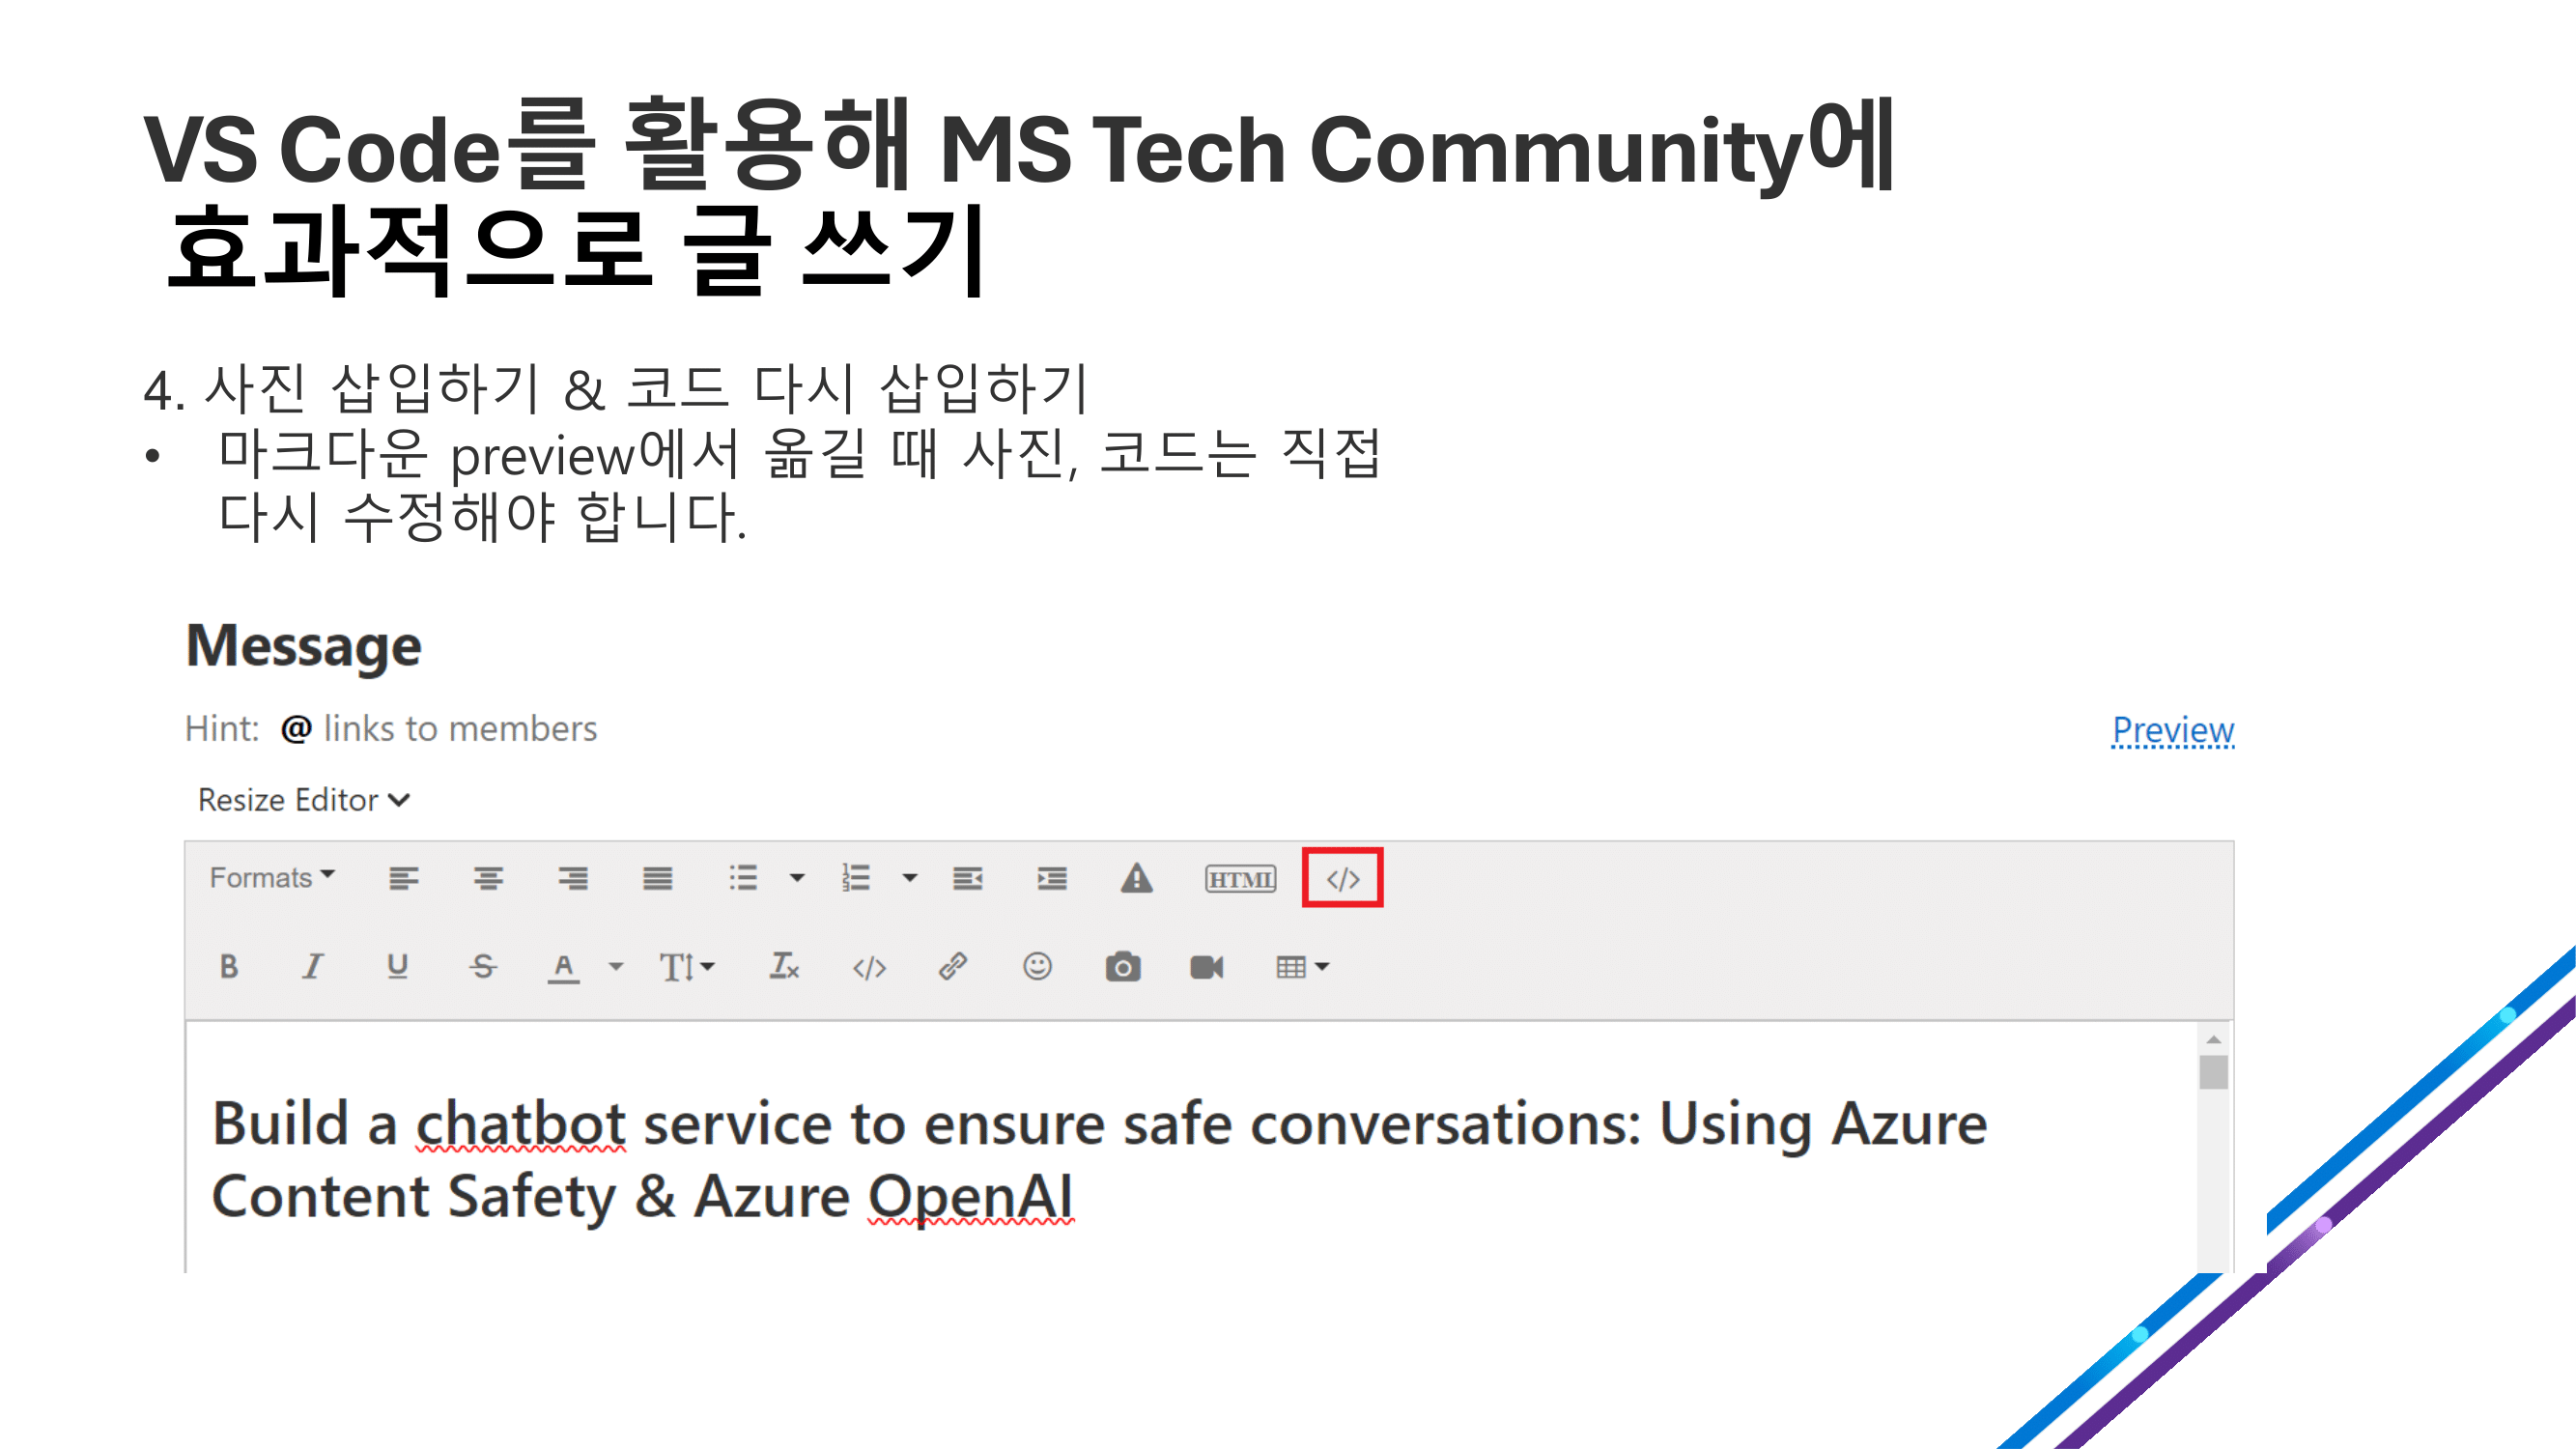 VS Code를 활용해 MS Tech Community에
효과적으로 글 쓰기
4. 사진 삽입하기 & 코드 다시 삽입하기
• 마크다운 preview에서 옮길 때 사진, 코드는 직접
다시 수정해야 합니다.
Message
Hint: @ links to members
Preview
Resize Editor
Formats HTML </>
B I U S A T Tx </>
Build a chatbot service to ensure safe conversations: Using Azure
Content Safety & Azure OpenAI